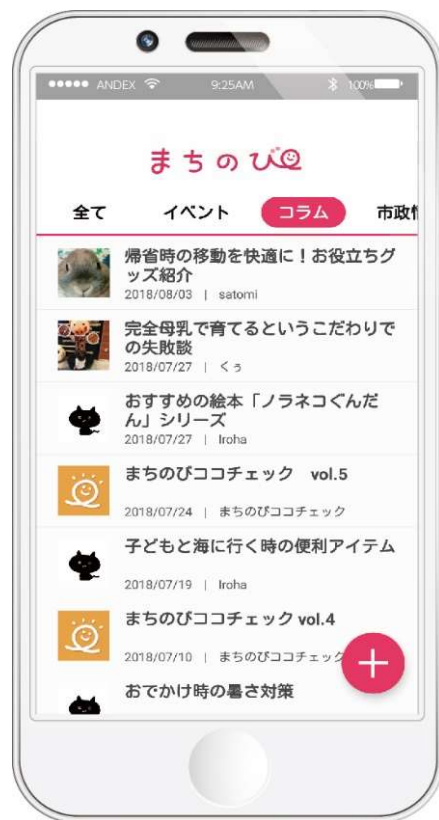 ANDEX 9:25AM 100%
まちのび
全て イベント コラム 市政情
帰省時の移動を快適に！お役立ちグ
ッズ紹介
2018/08/03 | satomi
完全母乳で育てるというこだわりで
の失敗談
2018/07/27 | くぅ
おすすめの絵本「ノラネコぐんだ
ん」シリーズ
2018/07/27 | Iroha
まちのびココチェック　vol.5
2018/07/24 | まちのびココチェック
子どもと海に行く時の便利アイテム
2018/07/19 | Iroha
まちのびココチェック vol.4
2018/07/10 | まちのびココチェック
おでかけ時の暑さ対策